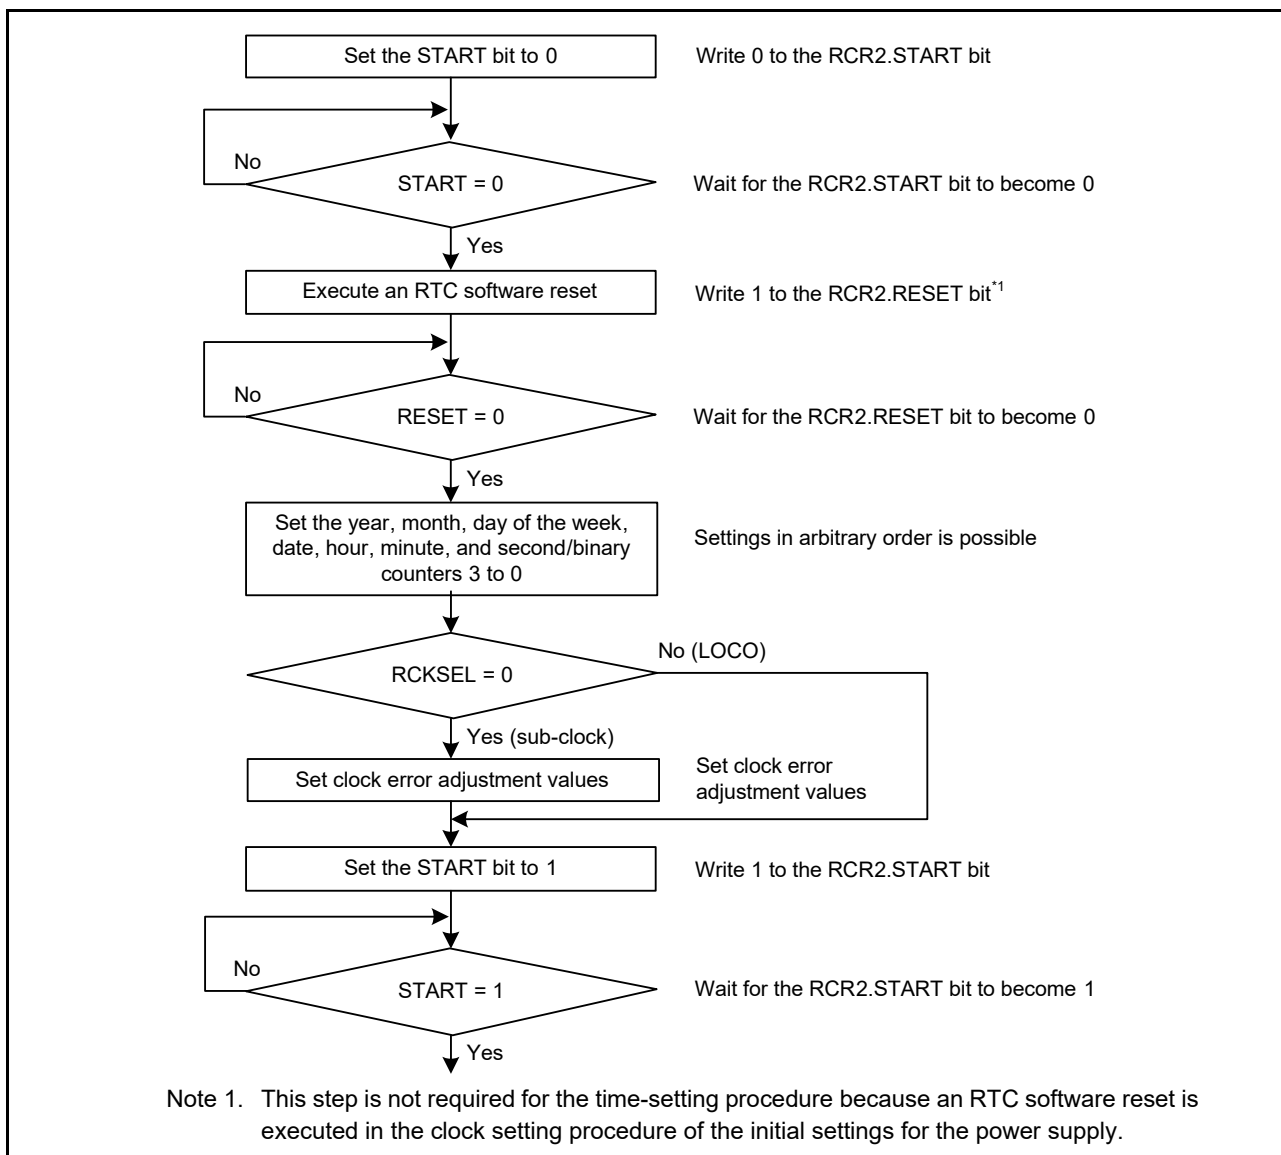 Set the START bit to 0
Write 0 to the RCR2.START bit
No
START = 0
Wait for the RCR2.START bit to become 0
Yes
Execute an RTC software reset
Write 1 to the RCR2.RESET bit*1
No
RESET = 0
Wait for the RCR2.RESET bit to become 0
Yes
Set the year, month, day of the week,
date, hour, minute, and second/binary
counters 3 to 0
Settings in arbitrary order is possible
No (LOCO)
RCKSEL = 0
Yes (sub-clock)
Set clock error adjustment values
Set clock error
adjustment values
Set the START bit to 1
Write 1 to the RCR2.START bit
No
START = 1
Wait for the RCR2.START bit to become 1
Yes
Note 1. This step is not required for the time-setting procedure because an RTC software reset is
executed in the clock setting procedure of the initial settings for the power supply.